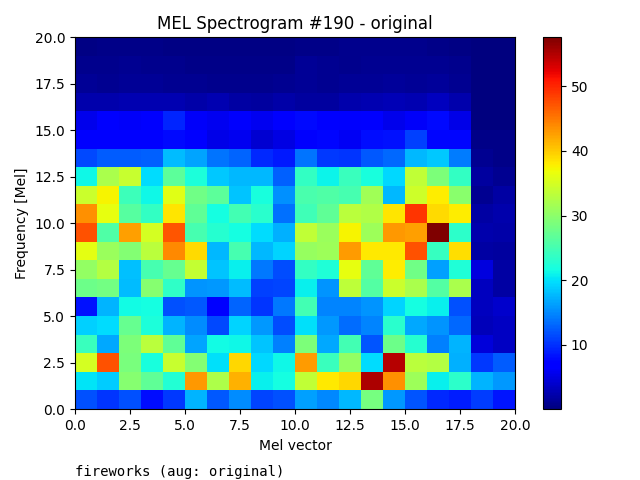 MEL Spectrogram #190 - original
20.0
17.5
15.0
12.5
10.0
7.5
5.0
2.5
0.0
Frequency [Mel]
0.0 2.5 5.0 7.5 10.0 12.5 15.0 17.5 20.0
Mel vector
50
40
30
20
10
fireworks (aug: original)